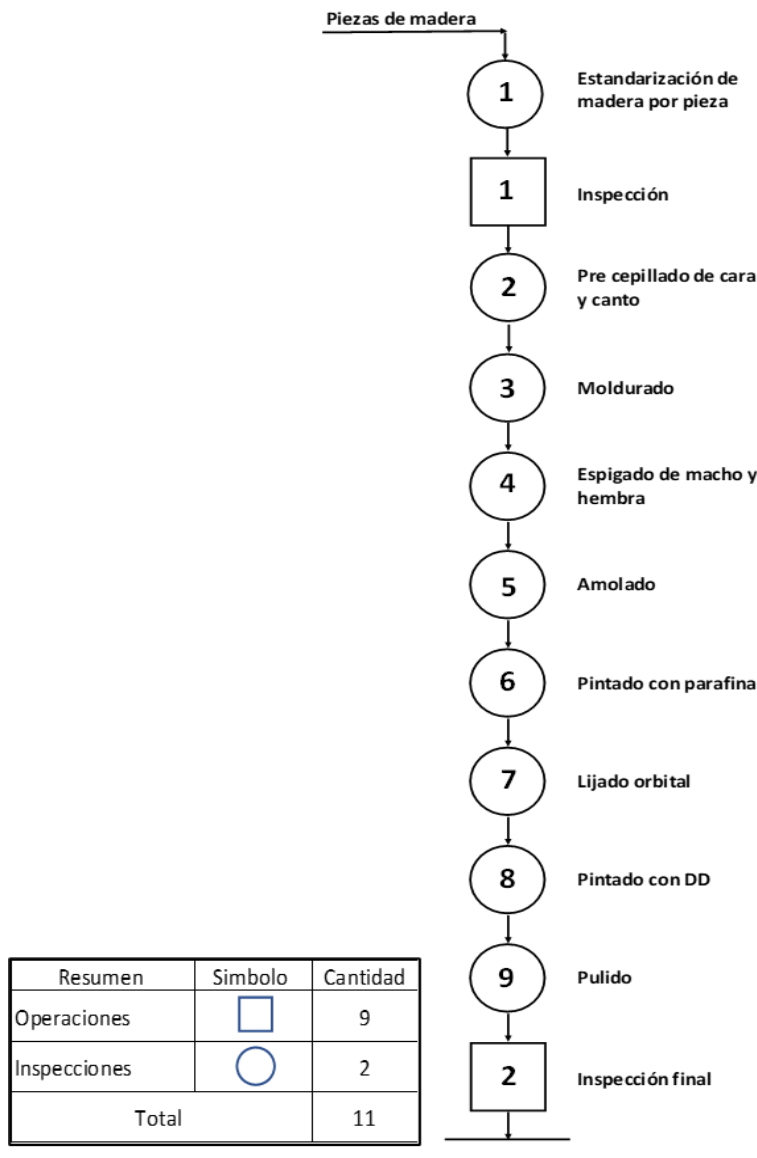 Piezas de madera
1
Estandarización de
madera por pieza
1
Inspección
2
Pre cepillado de cara
y canto
3
Moldurado
4
Espigado de macho y
hembra
5
Amolado
6
Pintado con parafina
7
Lijado orbital
8
Pintado con DD
9
Pulido
2
Inspección final
Resumen Simbolo Cantidad
Operaciones 9
Inspecciones 2
Total 11